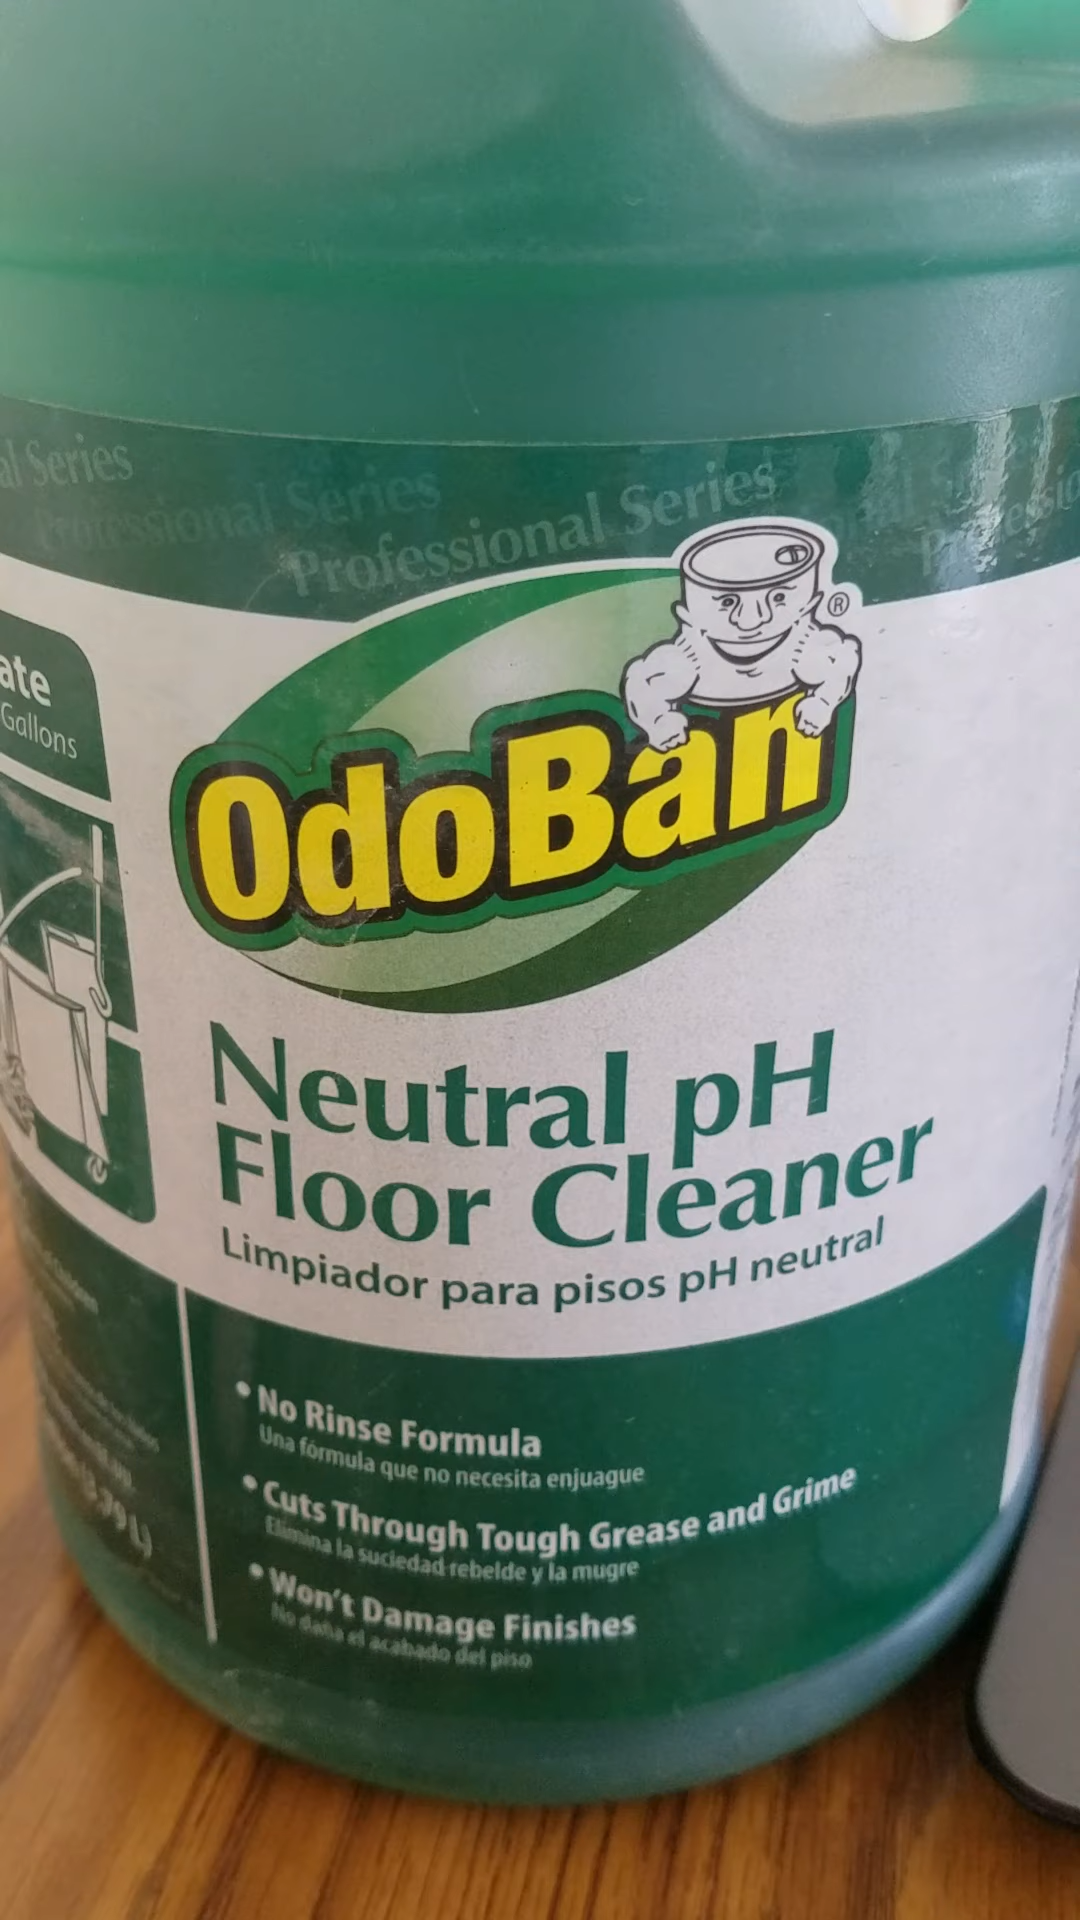 al Series
Professional Series
Professional Series
ate
Gallons
OdoBan®
Neutral pH
Floor Cleaner
Limpiador para pisos pH neutral
• No Rinse Formula
Una fórmula que no necesita enjuague
• Cuts Through Tough Grease and Grime
Elimina la suciedad rebelde y la mugre
• Won't Damage Finishes
No daña el acabado del piso
(3.79 L)